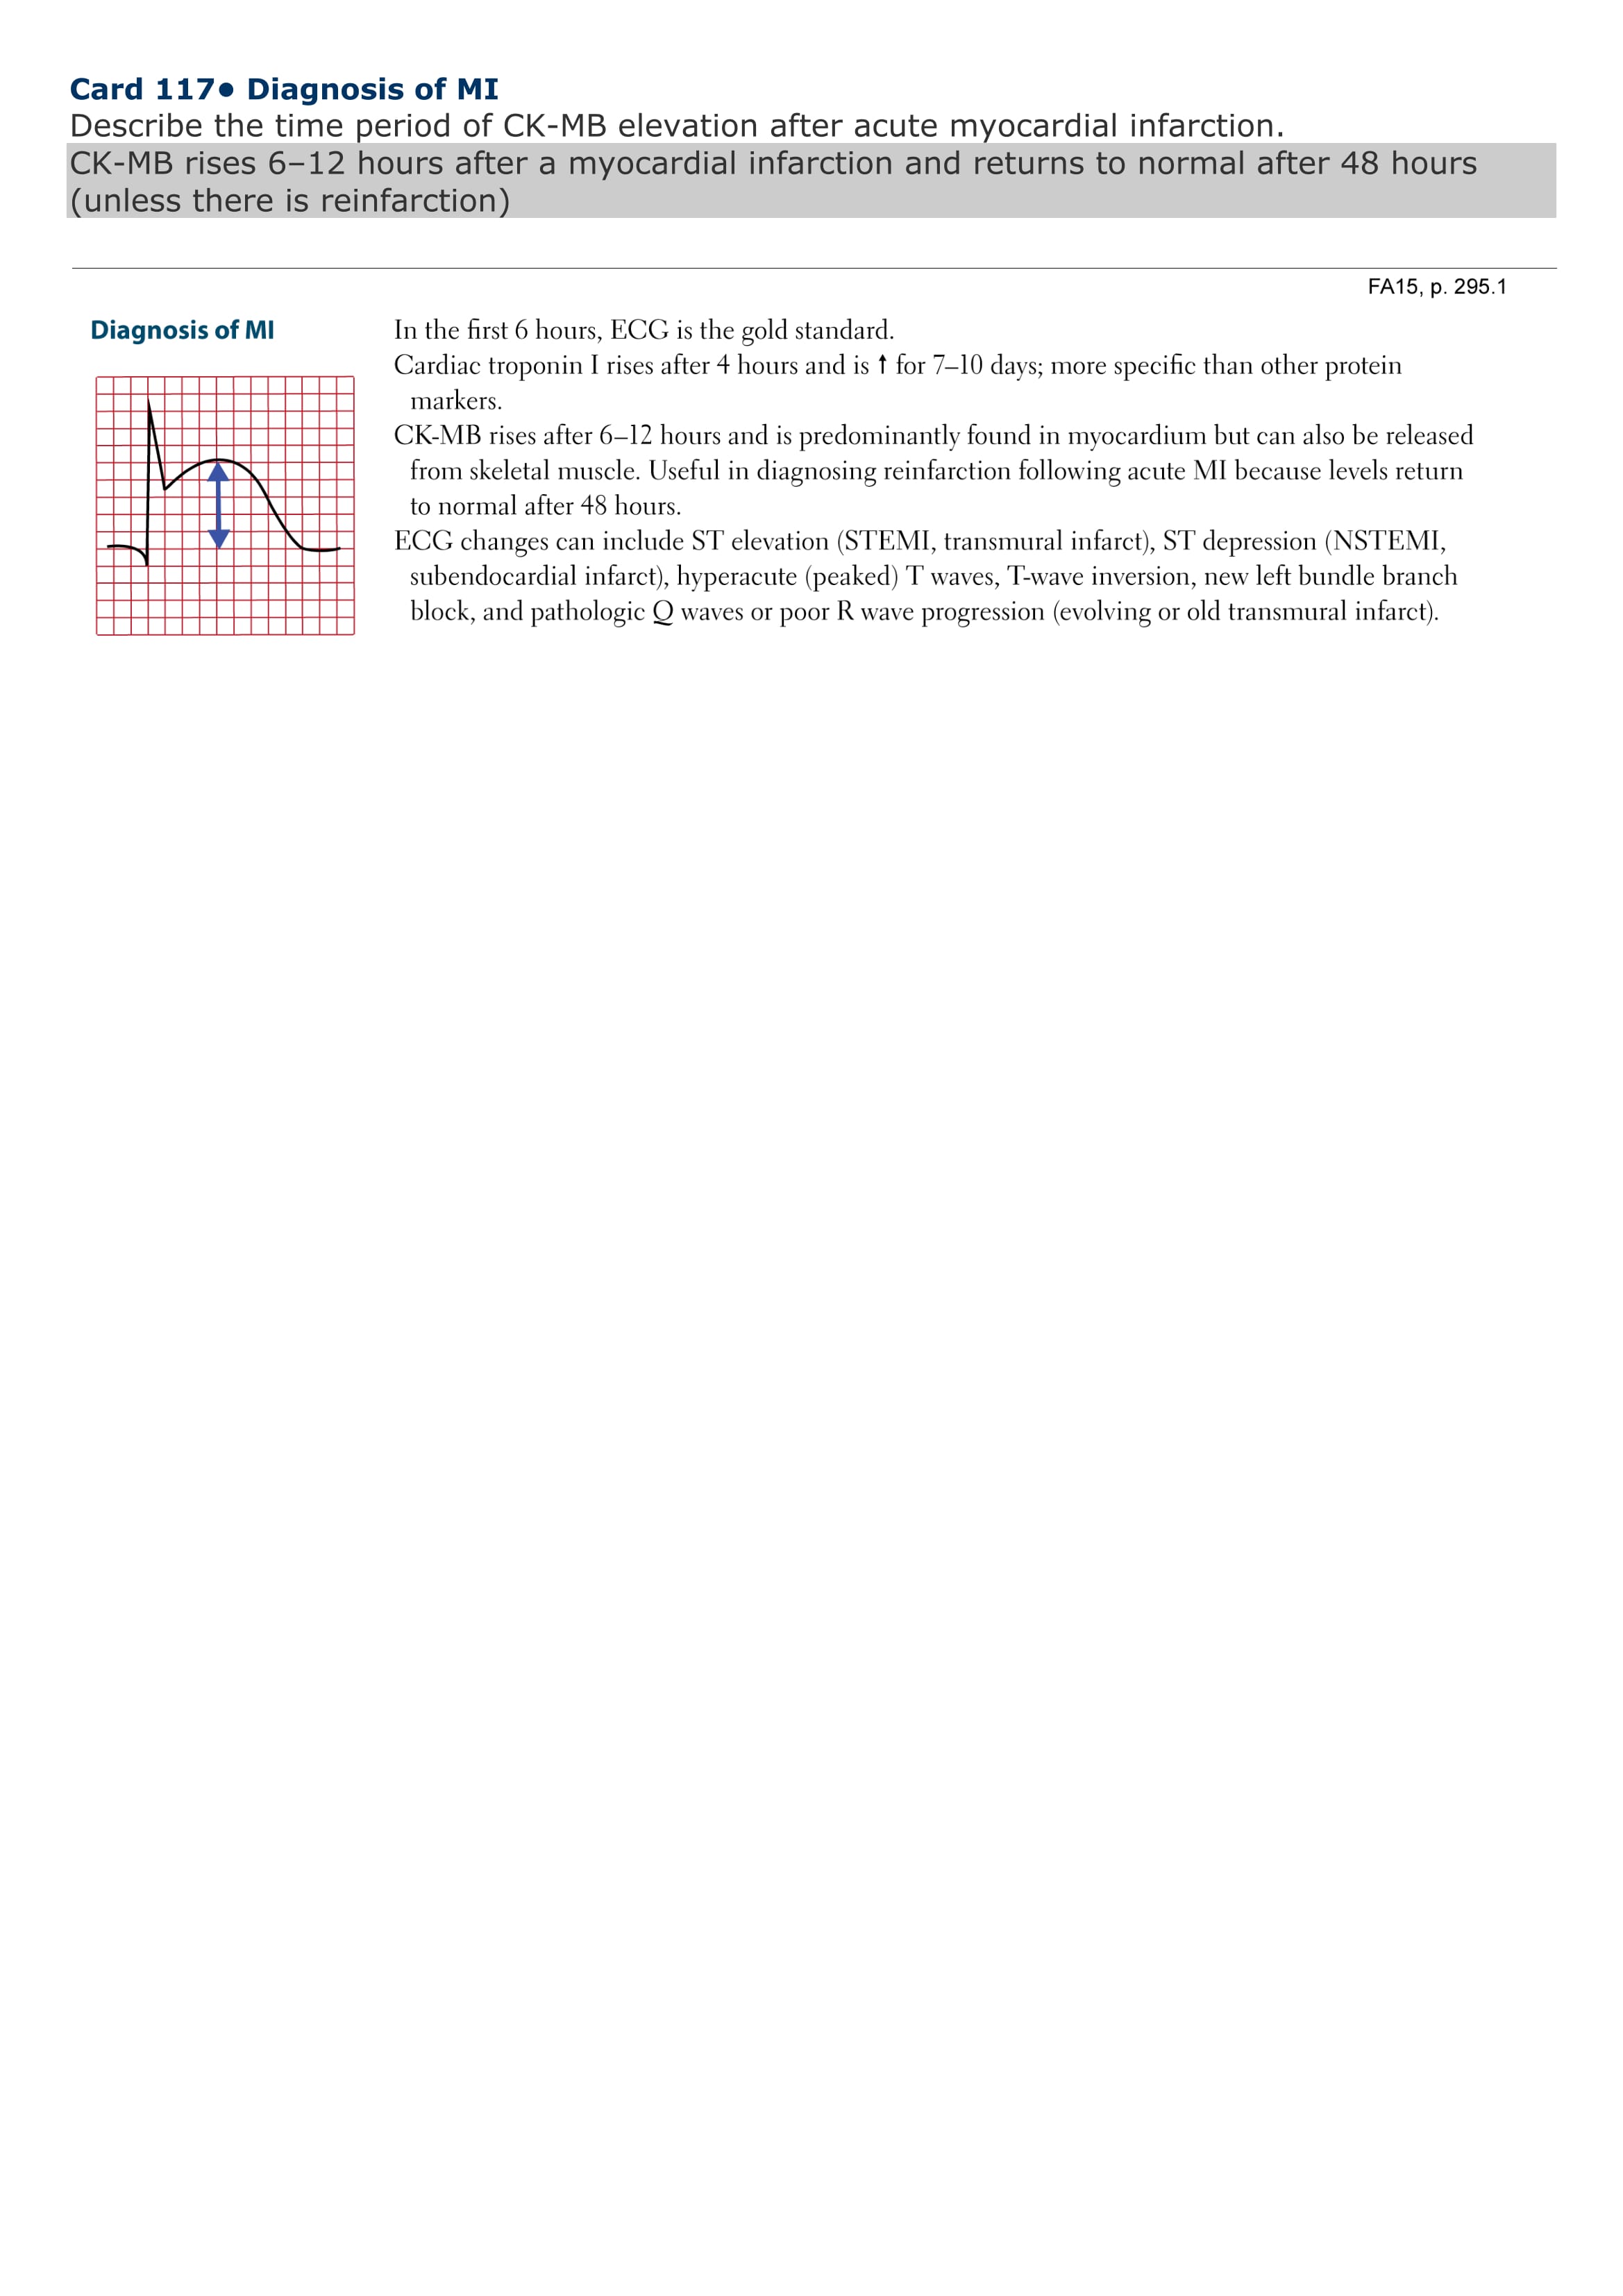 Card 117● Diagnosis of MI
Describe the time period of CK-MB elevation after acute myocardial infarction.
CK-MB rises 6–12 hours after a myocardial infarction and returns to normal after 48 hours
(unless there is reinfarction)
FA15, p. 295.1
Diagnosis of MI
In the first 6 hours, ECG is the gold standard.
Cardiac troponin I rises after 4 hours and is ↑ for 7–10 days; more specific than other protein
markers.
CK-MB rises after 6–12 hours and is predominantly found in myocardium but can also be released
from skeletal muscle. Useful in diagnosing reinfarction following acute MI because levels return
to normal after 48 hours.
ECG changes can include ST elevation (STEMI, transmural infarct), ST depression (NSTEMI,
subendocardial infarct), hyperacute (peaked) T waves, T-wave inversion, new left bundle branch
block, and pathologic Q waves or poor R wave progression (evolving or old transmural infarct).